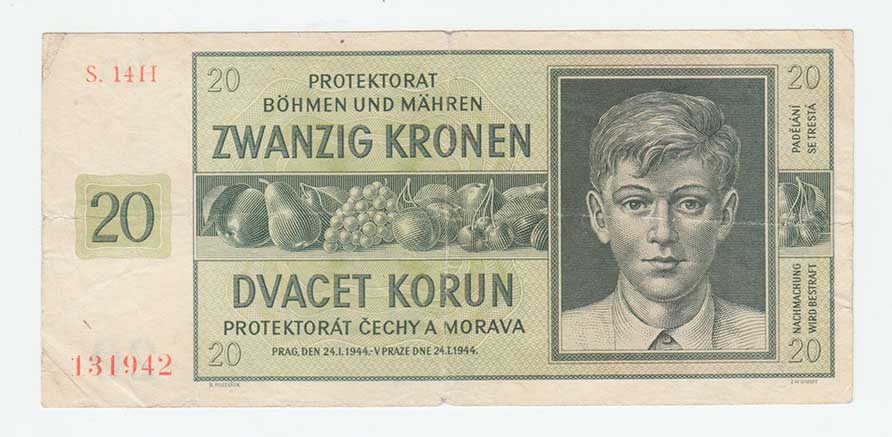 S. 14H
20
PROTEKTORAT
BÖHMEN UND MÄHREN
ZWANZIG KRONEN
20
PADĚLÁNÍ
SE TRESTÁ
20
DVACET KORUN
PROTEKTORÁT ČECHY A MORAVA
NACHMACHUNG
WIRD BESTRAFT
131942
20
PRAG, DEN 24.I.1944.-V PRAZE DNE 24.I.1944.
20